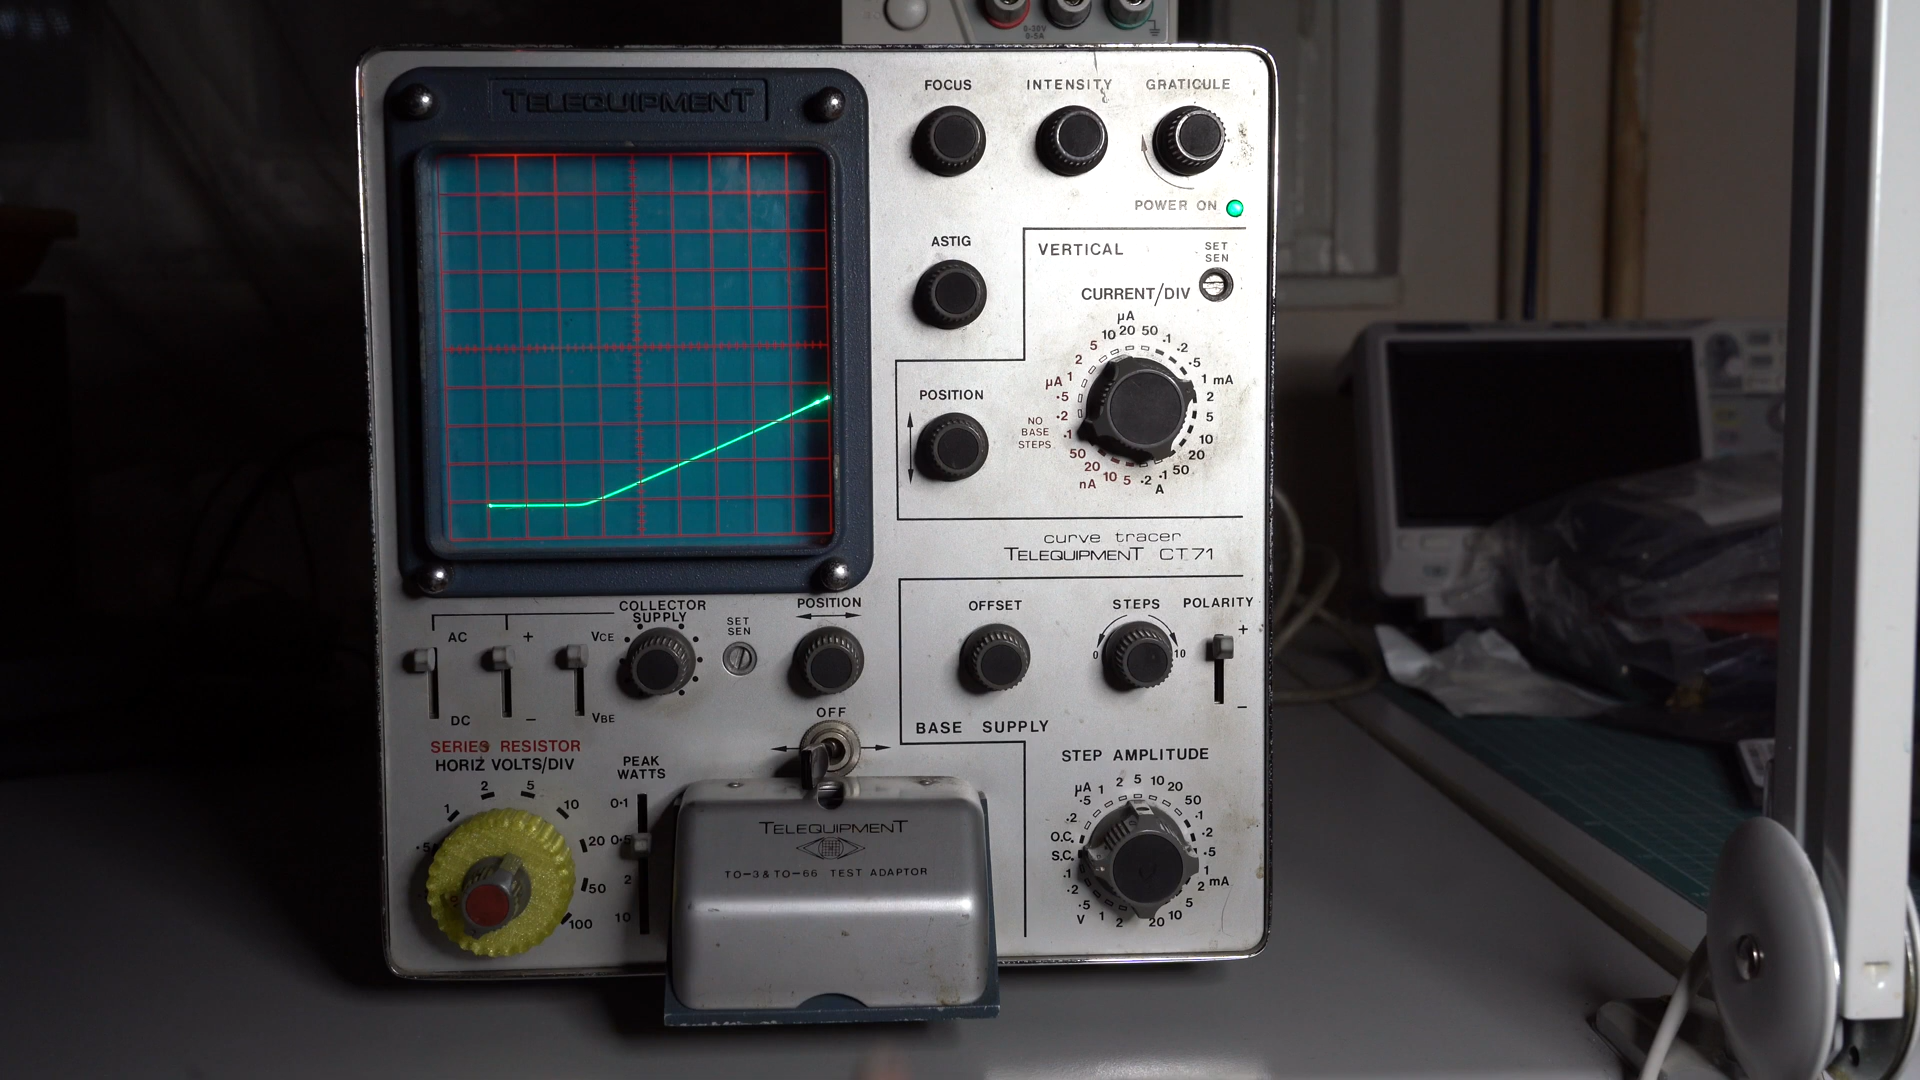 0-30V
0-5A
TELEQUIPMENT
FOCUS
INTENSITY
GRATICULE
POWER ON
ASTIG
VERTICAL
SET
SEN
CURRENT/DIV
µA
10 20 50
5 .1
2 .2
µA 1 .5
.5 1 mA
.2 2
.1 5
50 10
20 50
nA 10 5 .2 .1
A
NO
BASE
STEPS
POSITION
curve tracer
TELEQUIPMENT CT71
COLLECTOR
SUPPLY
POSITION
SET
SEN
AC + VCE
DC − VBE
OFFSET
STEPS
0 10
POLARITY
+
−
BASE SUPPLY
OFF
SERIES RESISTOR
HORIZ VOLTS/DIV
.5 1 2 5 10 20 50 100
PEAK
WATTS
0·1
0·5
2
10
TELEQUIPMENT
TO-3 & TO-66 TEST ADAPTOR
STEP AMPLITUDE
µA 1 2 5 10 20
.5 50
.2 .1
O.C. .2
S.C. .5
.1 1
.2 2 mA
.5 5
V 1 2 20 10